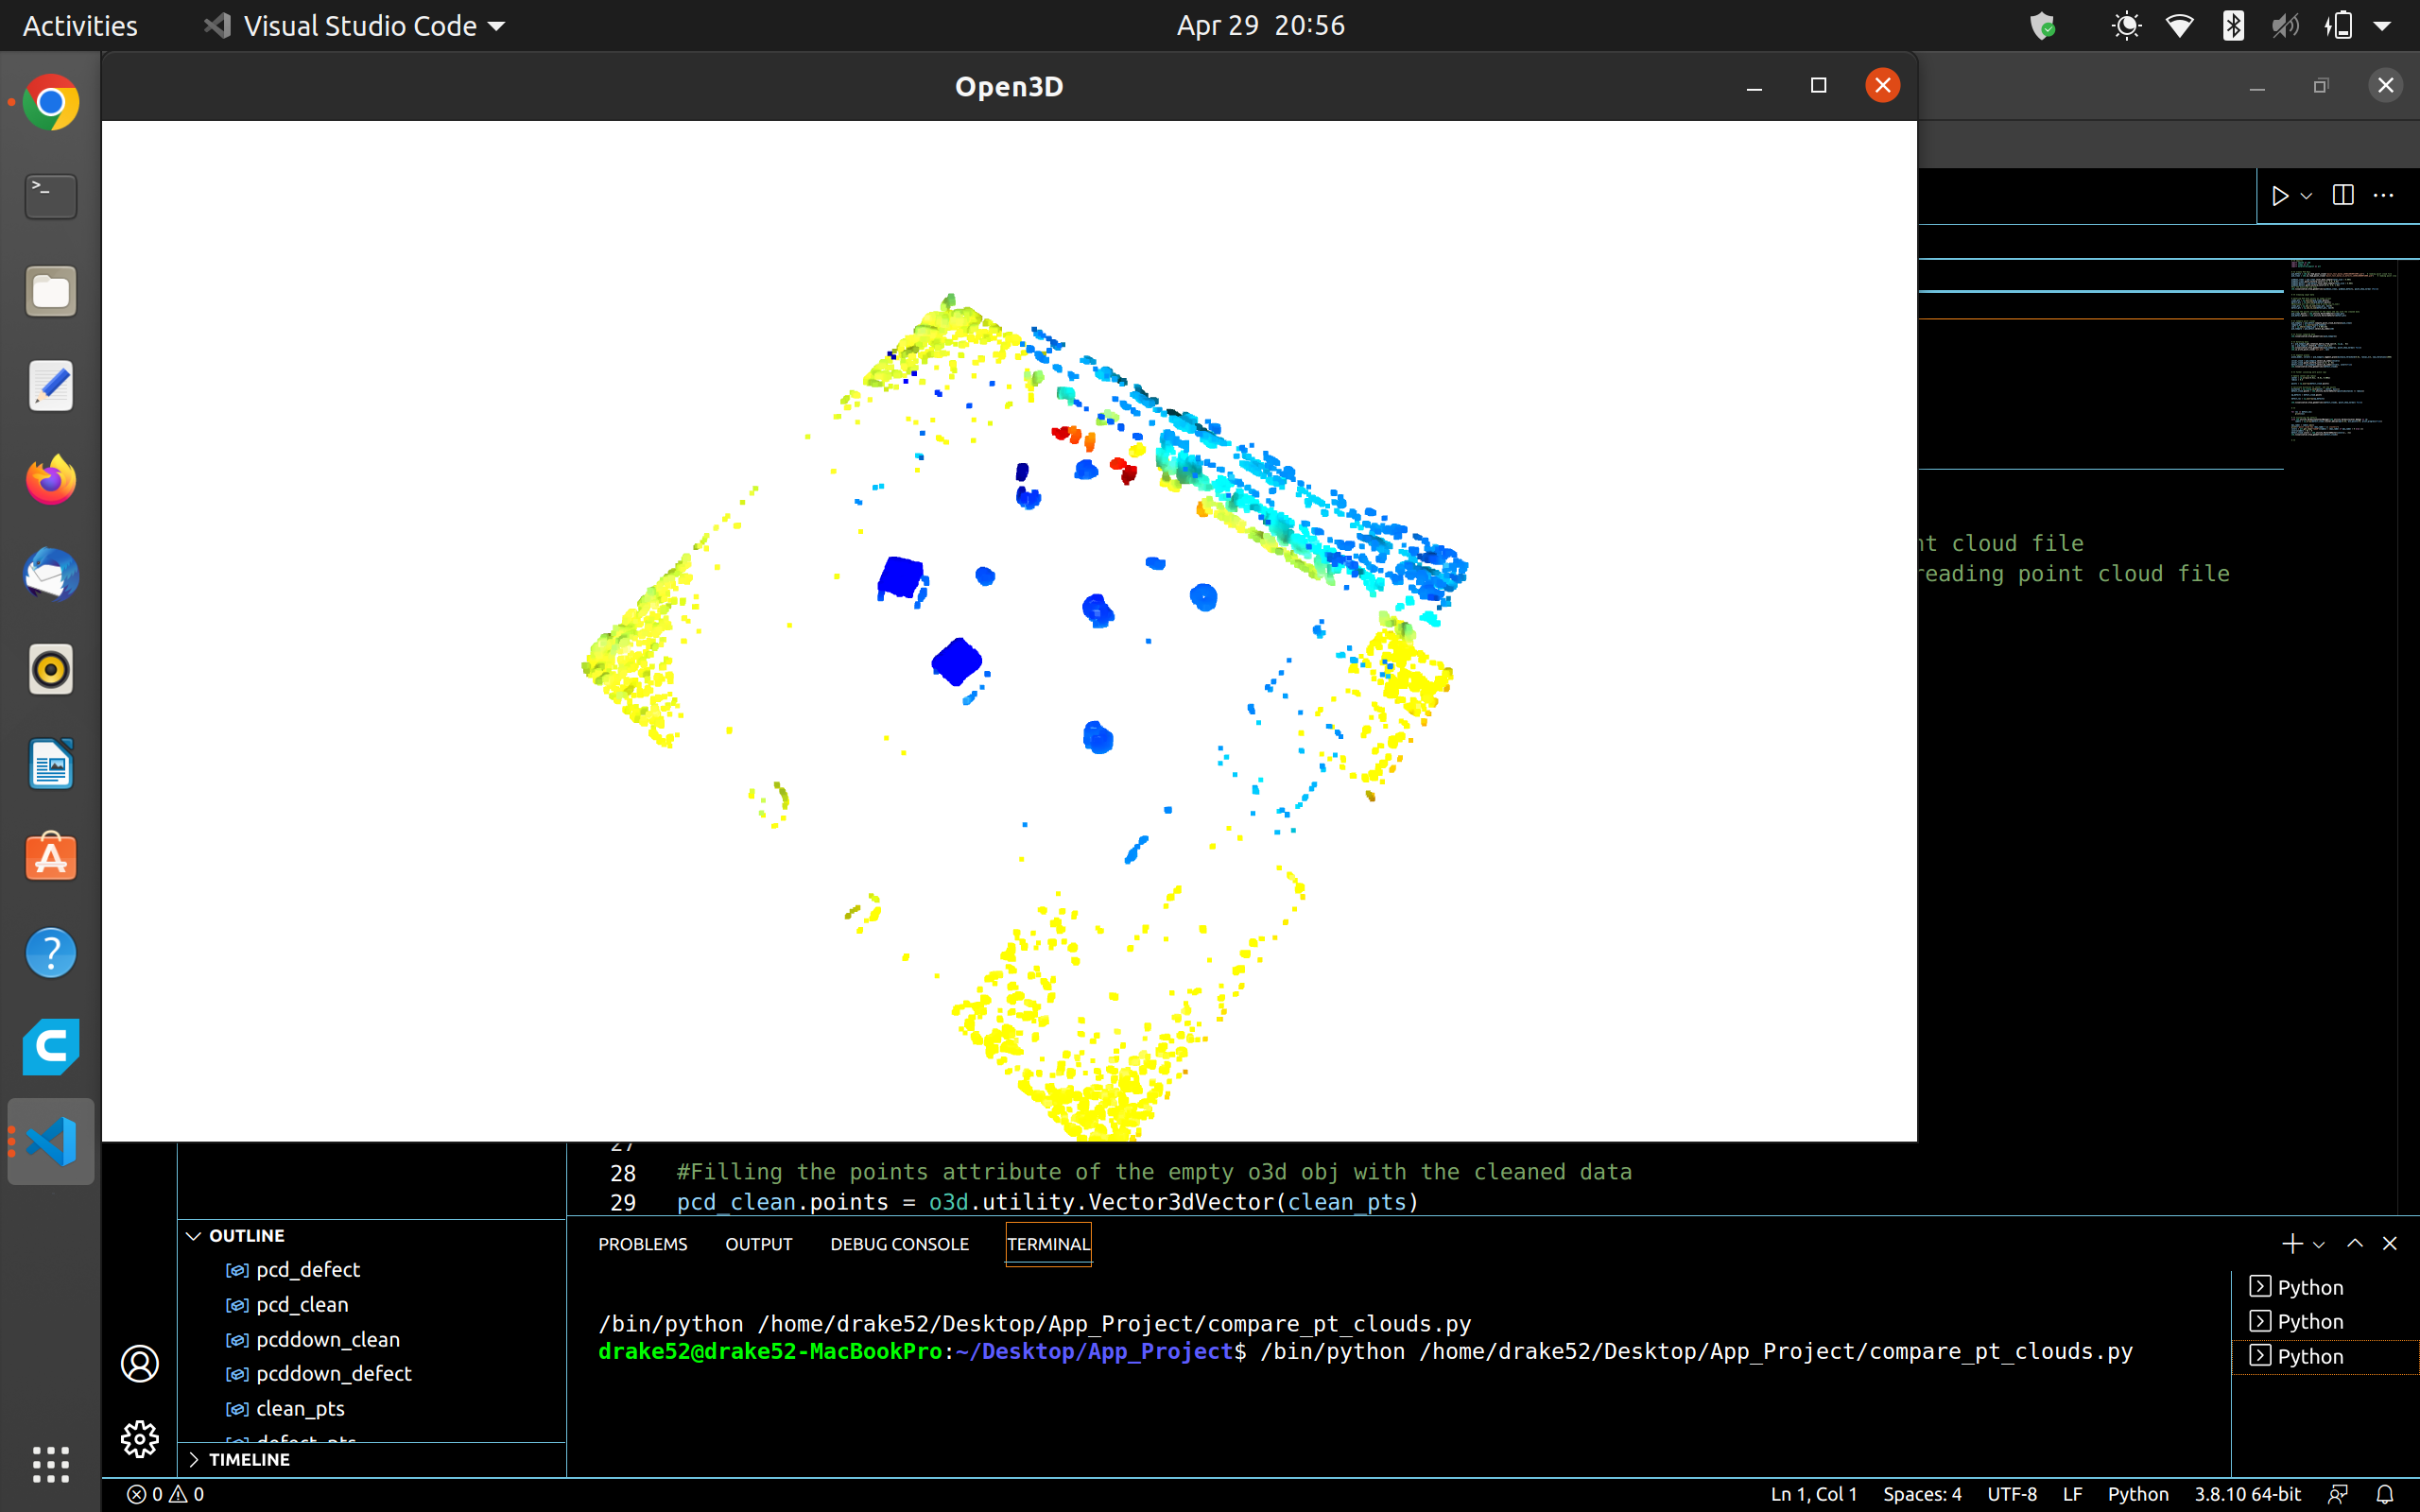 Activities
Visual Studio Code
Apr 29 20:56
Open3D
nt cloud file
reading point cloud file
27
28 #Filling the points attribute of the empty o3d obj with the cleaned data
29 pcd_clean.points = o3d.utility.Vector3dVector(clean_pts)
OUTLINE
pcd_defect
pcd_clean
pcddown_clean
pcddown_defect
clean_pts
defect_pts
TIMELINE
PROBLEMS OUTPUT DEBUG CONSOLE TERMINAL
/bin/python /home/drake52/Desktop/App_Project/compare_pt_clouds.py
drake52@drake52-MacBookPro:~/Desktop/App_Project$ /bin/python /home/drake52/Desktop/App_Project/compare_pt_clouds.py
Python
Python
Python
0 0
Ln 1, Col 1 Spaces: 4 UTF-8 LF Python 3.8.10 64-bit